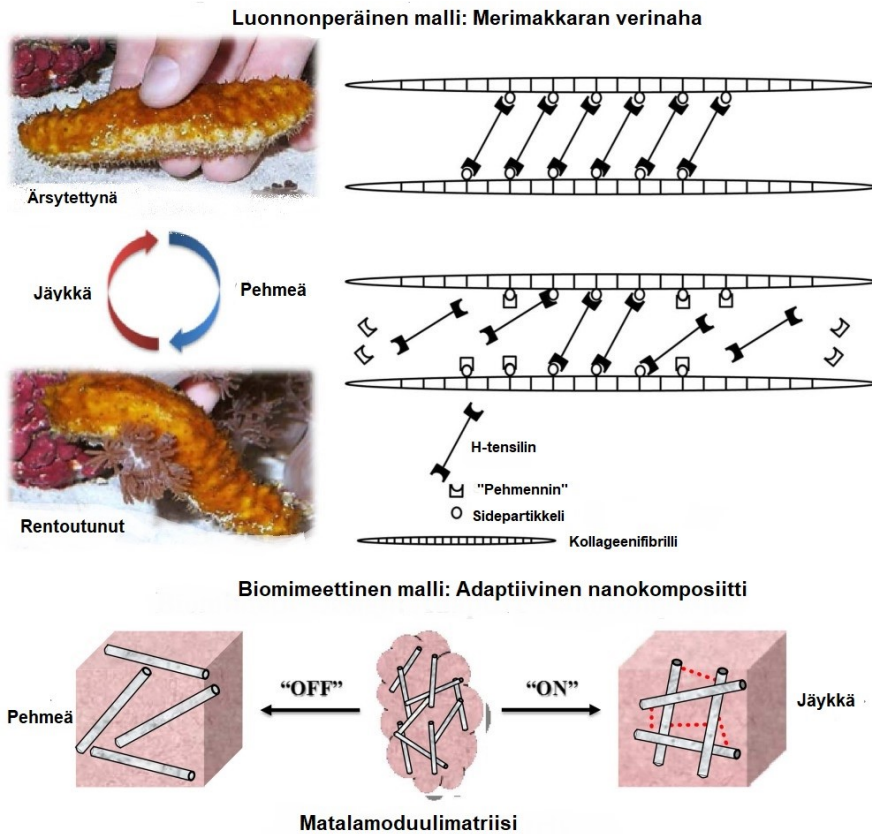 Luonnonperäinen malli: Merimakkaran verinaha
Ärsytettynä
Jäykkä
Pehmeä
Rentoutunut
H-tensilin
"Pehmennin"
Sidepartikkeli
Kollageenifibrilli
Biomimeettinen malli: Adaptiivinen nanokomposiitti
Pehmeä
“OFF”
“ON”
Jäykkä
Matalamoduulimatriisi